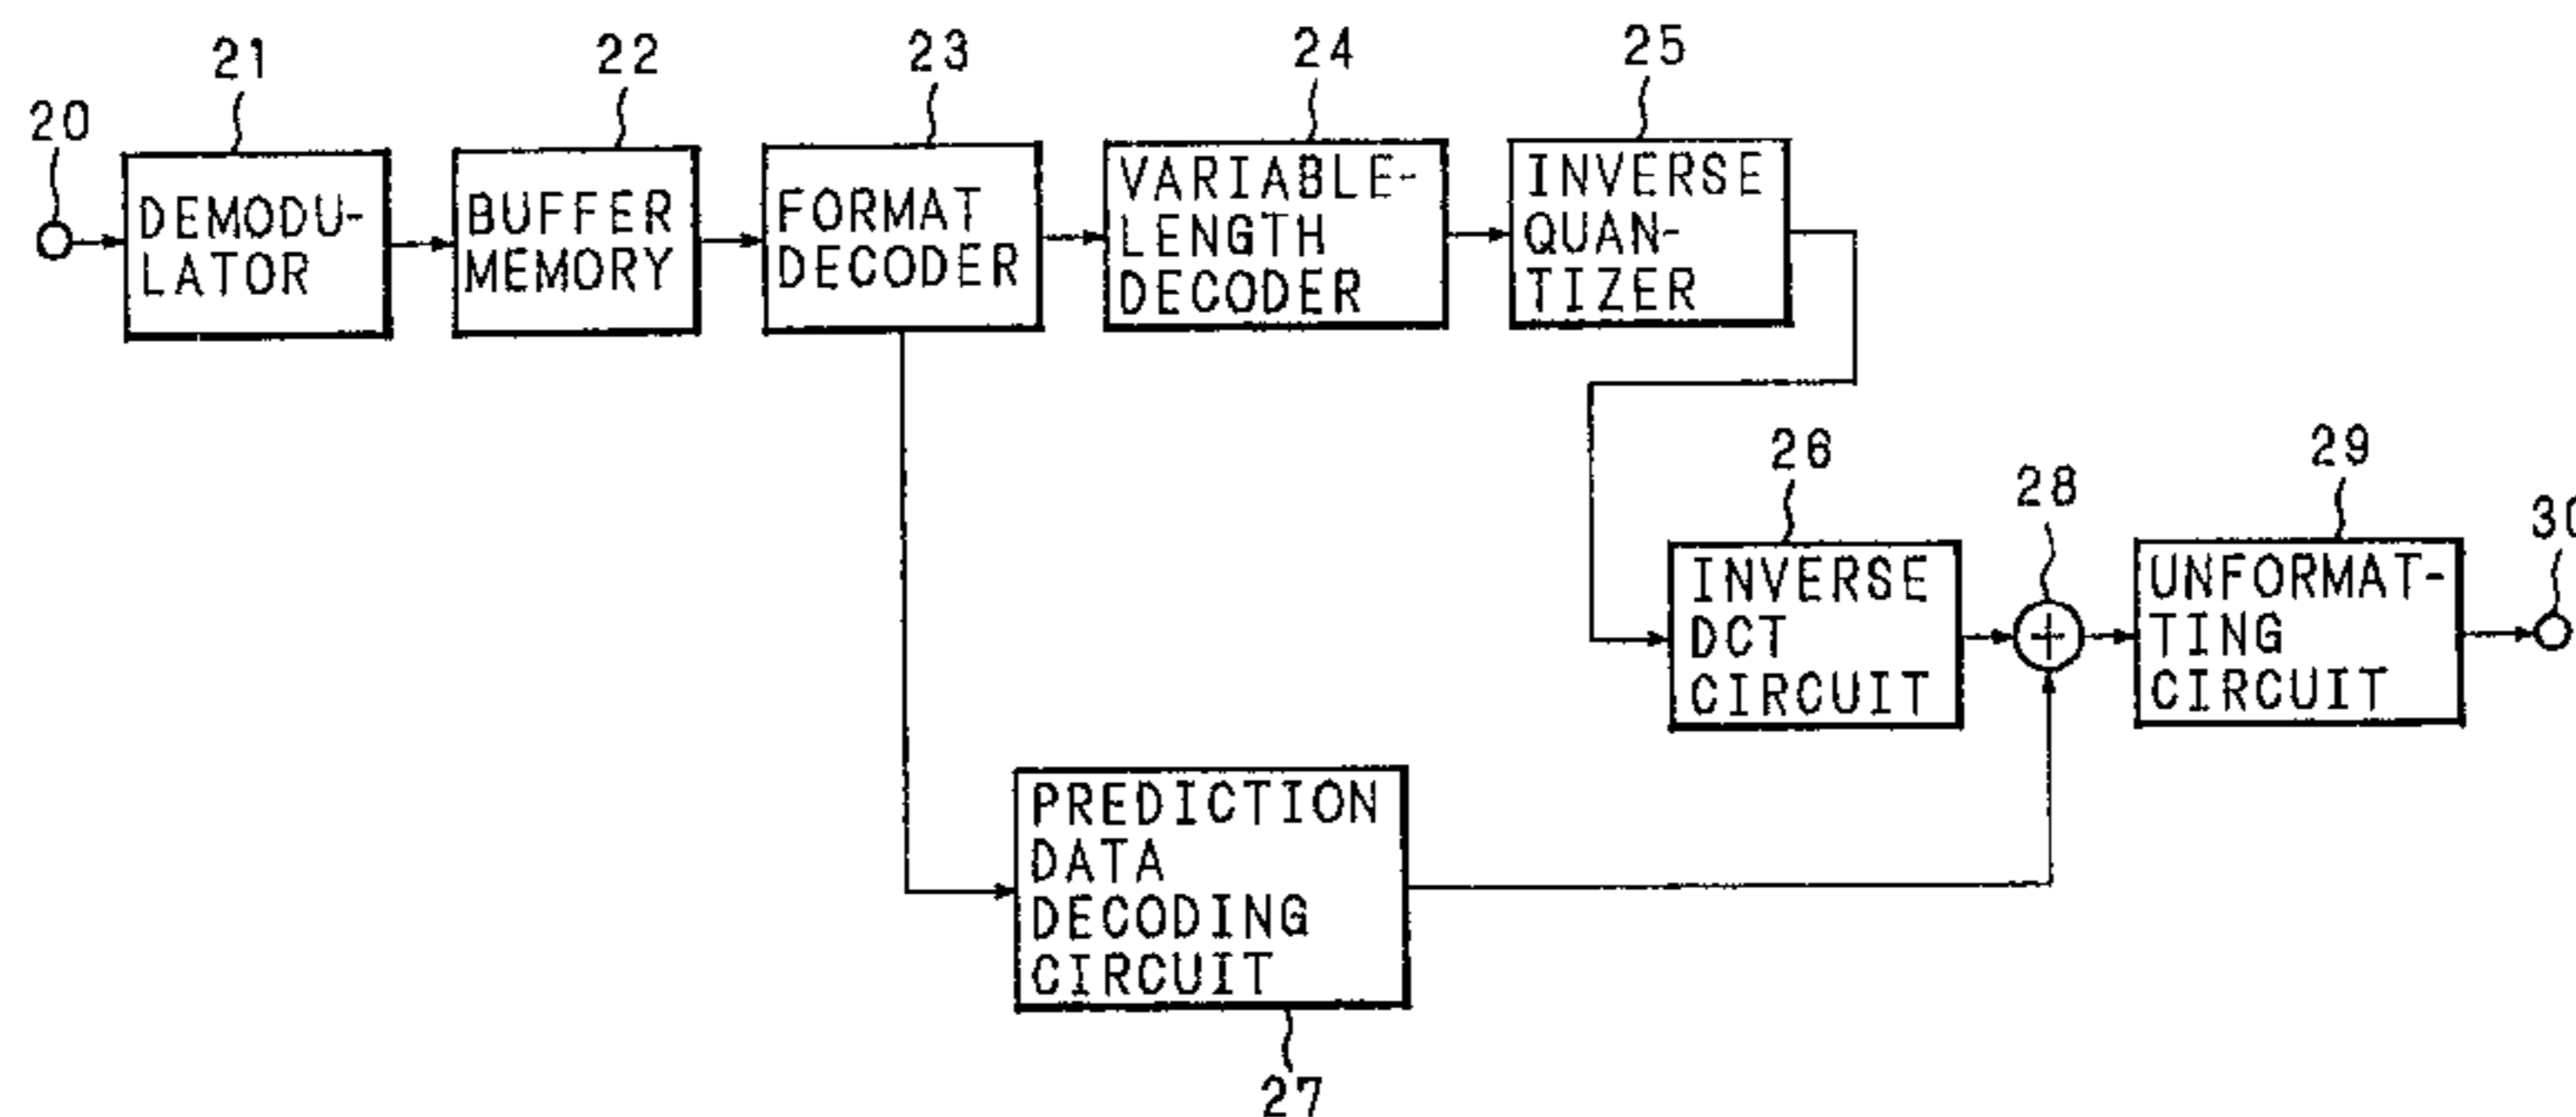 20
21
DEMODU-
LATOR
22
BUFFER
MEMORY
23
FORMAT
DECODER
24
VARIABLE-
LENGTH
DECODER
25
INVERSE
QUAN-
TIZER
26
INVERSE
DCT
CIRCUIT
28
29
UNFORMAT-
TING
CIRCUIT
30
PREDICTION
DATA
DECODING
CIRCUIT
27